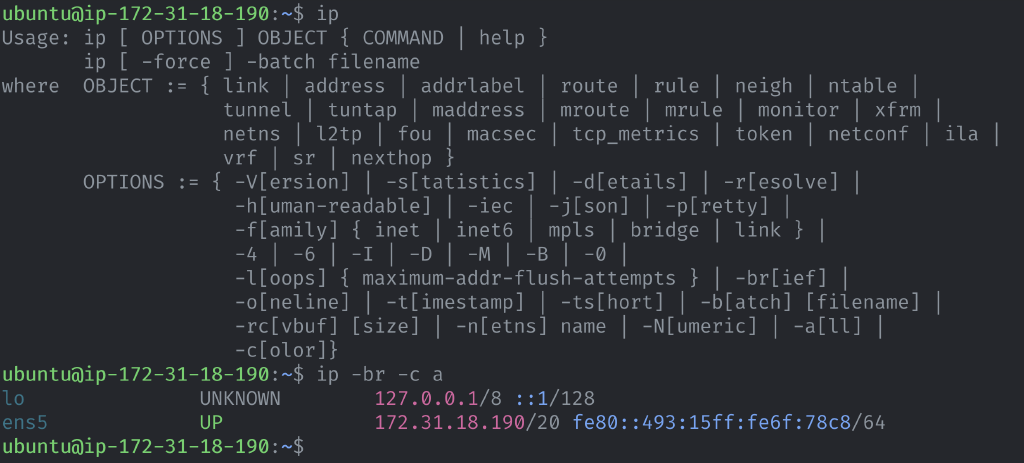 ubuntu@ip-172-31-18-190:~$ ip
Usage: ip [ OPTIONS ] OBJECT { COMMAND | help }
       ip [ -force ] -batch filename
where  OBJECT := { link | address | addrlabel | route | rule | neigh | ntable |
                   tunnel | tuntap | maddress | mroute | mrule | monitor | xfrm |
                   netns | l2tp | fou | macsec | tcp_metrics | token | netconf | ila |
                   vrf | sr | nexthop }
       OPTIONS := { -V[ersion] | -s[tatistics] | -d[etails] | -r[esolve] |
                    -h[uman-readable] | -iec | -j[son] | -p[retty] |
                    -f[amily] { inet | inet6 | mpls | bridge | link } |
                    -4 | -6 | -I | -D | -M | -B | -0 |
                    -l[oops] { maximum-addr-flush-attempts } | -br[ief] |
                    -o[neline] | -t[imestamp] | -ts[hort] | -b[atch] [filename] |
                    -rc[vbuf] [size] | -n[etns] name | -N[umeric] | -a[ll] |
                    -c[olor]}
ubuntu@ip-172-31-18-190:~$ ip -br -c a
lo               UNKNOWN        127.0.0.1/8 ::1/128
ens5             UP             172.31.18.190/20 fe80::493:15ff:fe6f:78c8/64
ubuntu@ip-172-31-18-190:~$